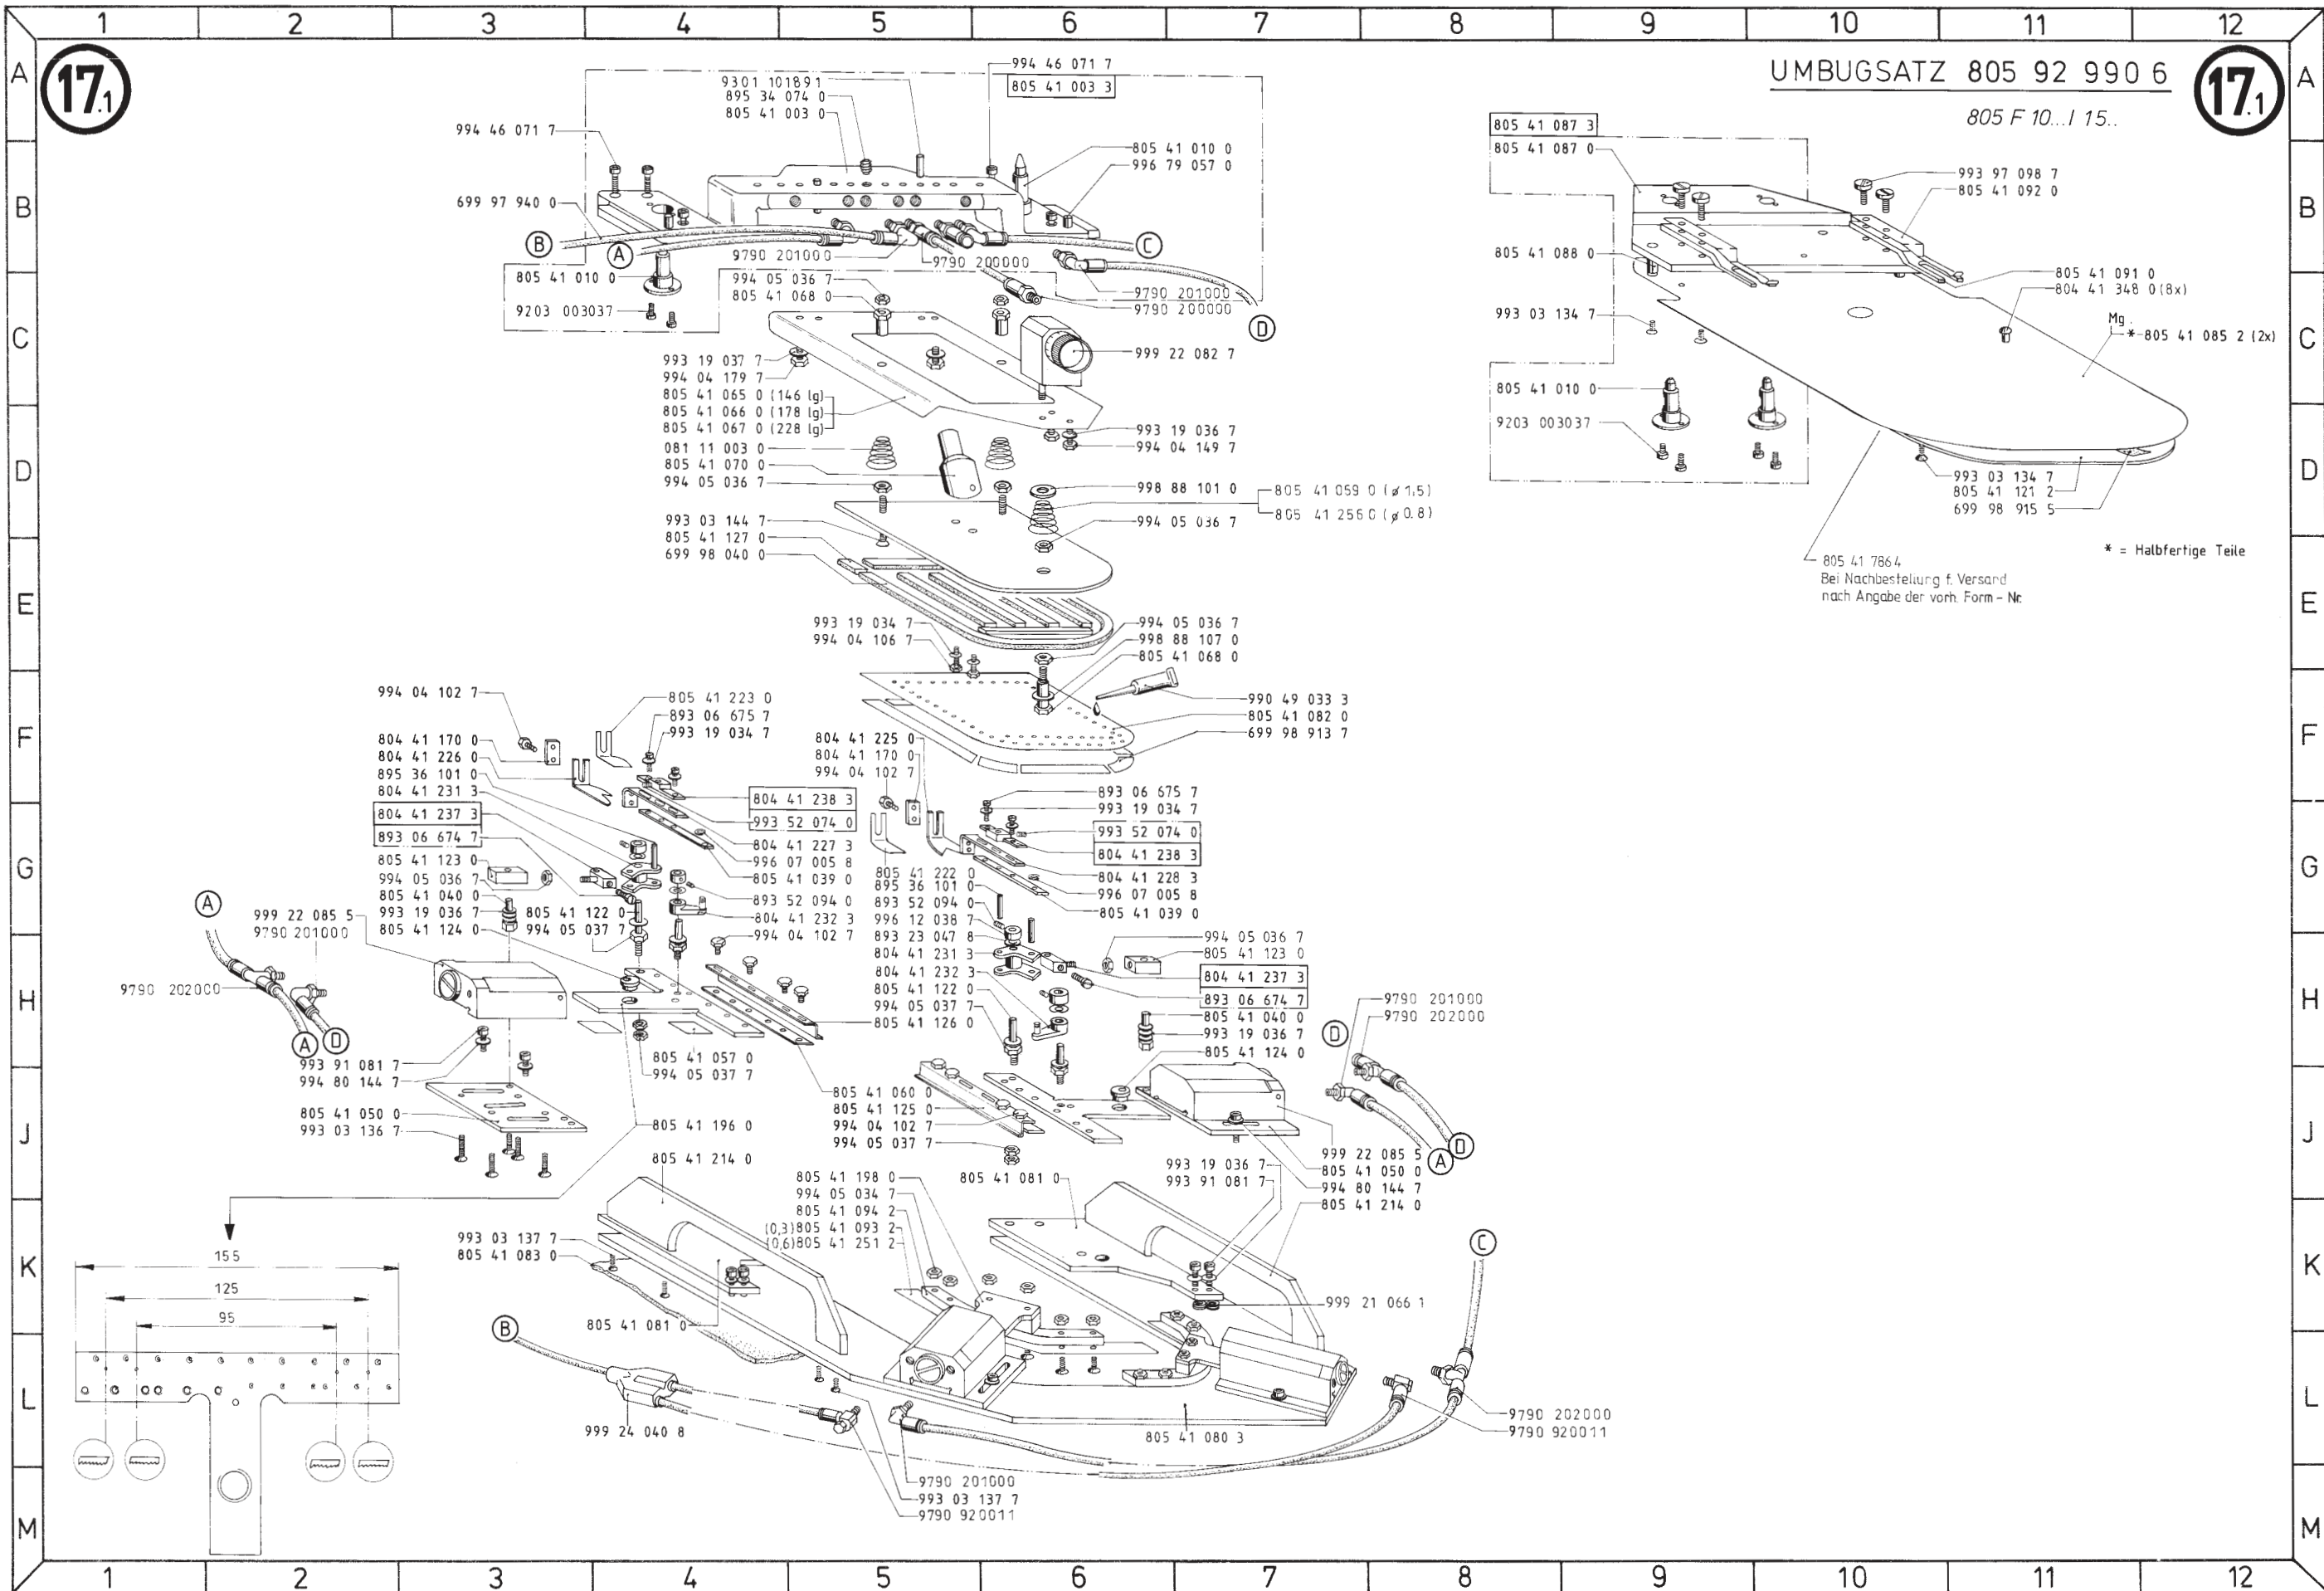 1 2 3 4 5 6 7 8 9 10 11 12
A
17.1
UMBUGSATZ 805 92 990 6
17.1
A
805 F 10.../ 15..
994 46 071 7
9301 101891
805 41 003 3
895 34 074 0
805 41 003 0
994 46 071 7
805 41 010 0
996 79 057 0
B
699 97 940 0
B
A
C
9790 201000
9790 200000
805 41 010 0
994 05 036 7
805 41 068 0
9203 003037
9790 201000
9790 200000
D
C
999 22 082 7
993 19 037 7
994 04 179 7
805 41 065 0 (146 lg)
805 41 066 0 (178 lg)
805 41 067 0 (228 lg)
993 19 036 7
994 04 149 7
081 11 003 0
805 41 070 0
994 05 036 7
D
998 88 101 0
805 41 059 0 (ø 1,5)
805 41 256 0 (ø 0.8)
994 05 036 7
993 03 144 7
805 41 127 0
699 98 040 0
805 41 087 3
805 41 087 0
993 97 098 7
805 41 092 0
B
805 41 088 0
805 41 091 0
804 41 348 0 (8x)
993 03 134 7
Mg.
*-805 41 085 2 (2x)
C
805 41 010 0
9203 003037
993 03 134 7
805 41 121 2
699 98 915 5
D
* = Halbfertige Teile
805 41 786 4
Bei Nachbestellung f. Versand
nach Angabe der vorh. Form - Nr.
E
E
993 19 034 7
994 04 106 7
994 05 036 7
998 88 107 0
805 41 068 0
990 49 033 3
805 41 082 0
699 98 913 7
F
F
994 04 102 7
805 41 223 0
893 06 675 7
993 19 034 7
804 41 170 0
804 41 226 0
895 36 101 0
804 41 231 3
804 41 237 3
893 06 674 7
805 41 123 0
994 05 036 7
805 41 040 0
993 19 036 7
805 41 124 0
805 41 122 0
994 05 037 7
804 41 238 3
993 52 074 0
804 41 227 3
996 07 005 8
805 41 039 0
893 52 094 0
804 41 232 3
994 04 102 7
G
G
804 41 225 0
804 41 170 0
994 04 102 7
893 06 675 7
993 19 034 7
993 52 074 0
804 41 238 3
804 41 228 3
996 07 005 8
805 41 039 0
805 41 222 0
895 36 101 0
893 52 094 0
996 12 038 7
893 23 047 8
804 41 231 3
804 41 232 3
805 41 122 0
994 05 037 7
994 05 036 7
805 41 123 0
804 41 237 3
893 06 674 7
805 41 040 0
993 19 036 7
805 41 124 0
A
999 22 085 5
9790 201000
9790 202000
H
H
A
D
993 91 081 7
994 80 144 7
805 41 126 0
805 41 057 0
994 05 037 7
D
9790 201000
9790 202000
805 41 050 0
993 03 136 7
805 41 060 0
805 41 125 0
994 04 102 7
994 05 037 7
805 41 196 0
805 41 214 0
J
J
999 22 085 5
805 41 050 0
994 80 144 7
805 41 214 0
A
D
993 19 036 7
993 91 081 7
805 41 198 0
994 05 034 7
805 41 094 2
(0,3) 805 41 093 2
(0,6) 805 41 251 2
805 41 081 0
K
155
125
95
993 03 137 7
805 41 083 0
805 41 081 0
999 21 066 1
C
K
B
L
999 24 040 8
805 41 080 3
9790 202000
9790 920011
L
9790 201000
993 03 137 7
9790 920011
M
M
1 2 3 4 5 6 7 8 9 10 11 12